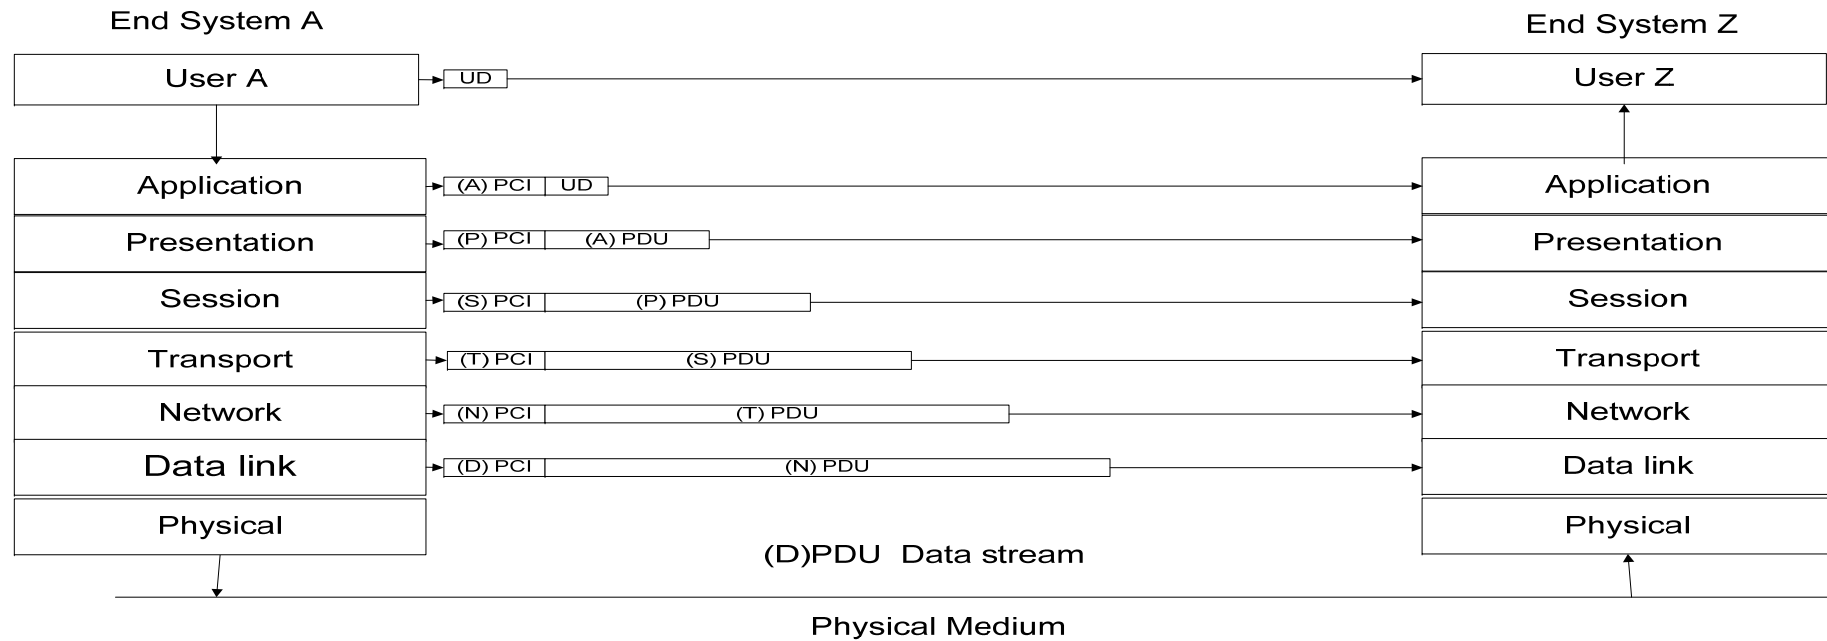 End System A End System Z
User A UD User Z
Application (A) PCI UD Application
Presentation (P) PCI (A) PDU Presentation
Session (S) PCI (P) PDU Session
Transport (T) PCI (S) PDU Transport
Network (N) PCI (T) PDU Network
Data link (D) PCI (N) PDU Data link
Physical Physical
(D)PDU Data stream
Physical Medium